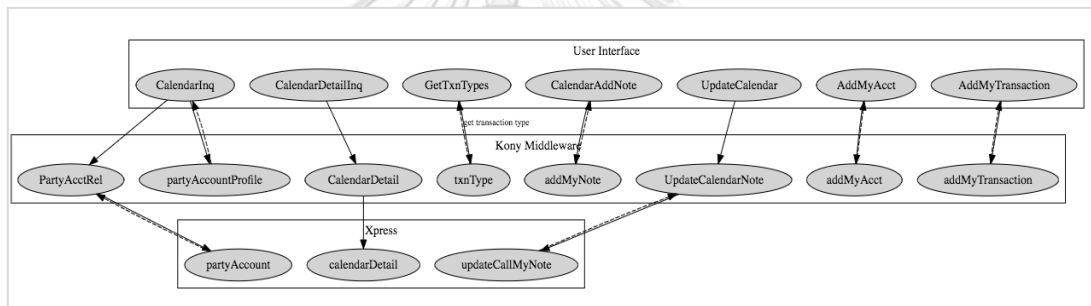 User Interface
CalendarInq
CalendarDetailInq
GetTxnTypes
CalendarAddNote
UpdateCalendar
AddMyAcct
AddMyTransaction
get transaction type
Kony Middleware
PartyAcctRel
partyAccountProfile
CalendarDetail
txnType
addMyNote
UpdateCalendarNote
addMyAcct
addMyTransaction
Xpress
partyAccount
calendarDetail
updateCallMyNote